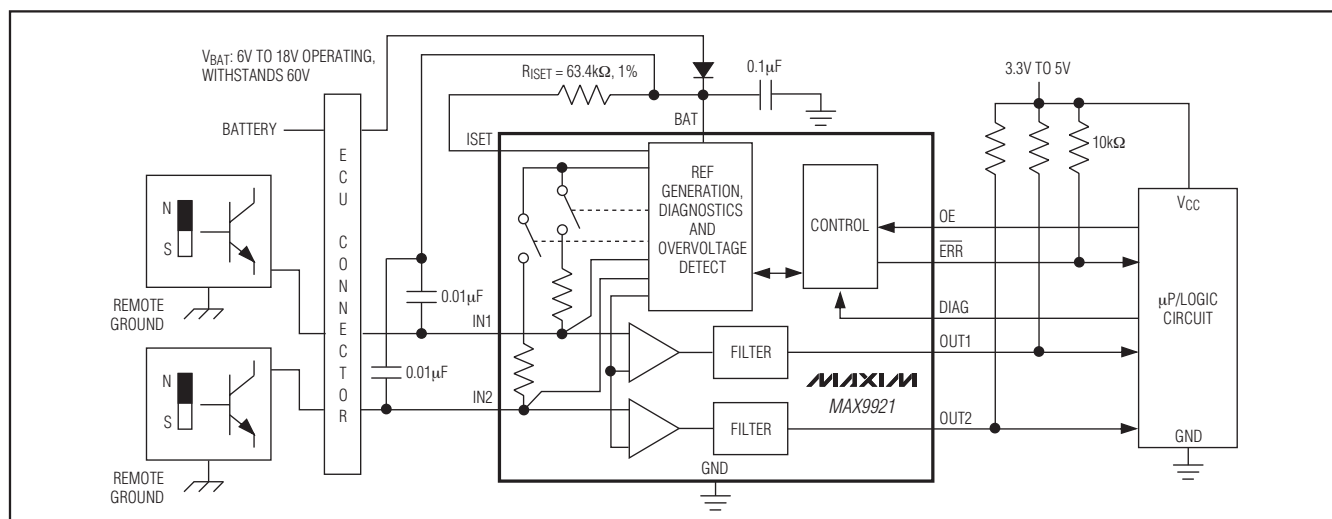 VBAT: 6V TO 18V OPERATING,
WITHSTANDS 60V
RISET = 63.4kΩ, 1%
0.1μF
3.3V TO 5V
BATTERY
ECU CONNECTOR
ISET
BAT
10kΩ
N
S
REMOTE
GROUND
0.01μF
REF
GENERATION,
DIAGNOSTICS
AND
OVERVOLTAGE
DETECT
CONTROL
OE
ERR
DIAG
VCC
μP/LOGIC
CIRCUIT
IN1
FILTER
OUT1
N
S
REMOTE
GROUND
0.01μF
IN2
MAXIM
MAX9921
FILTER
OUT2
GND
GND